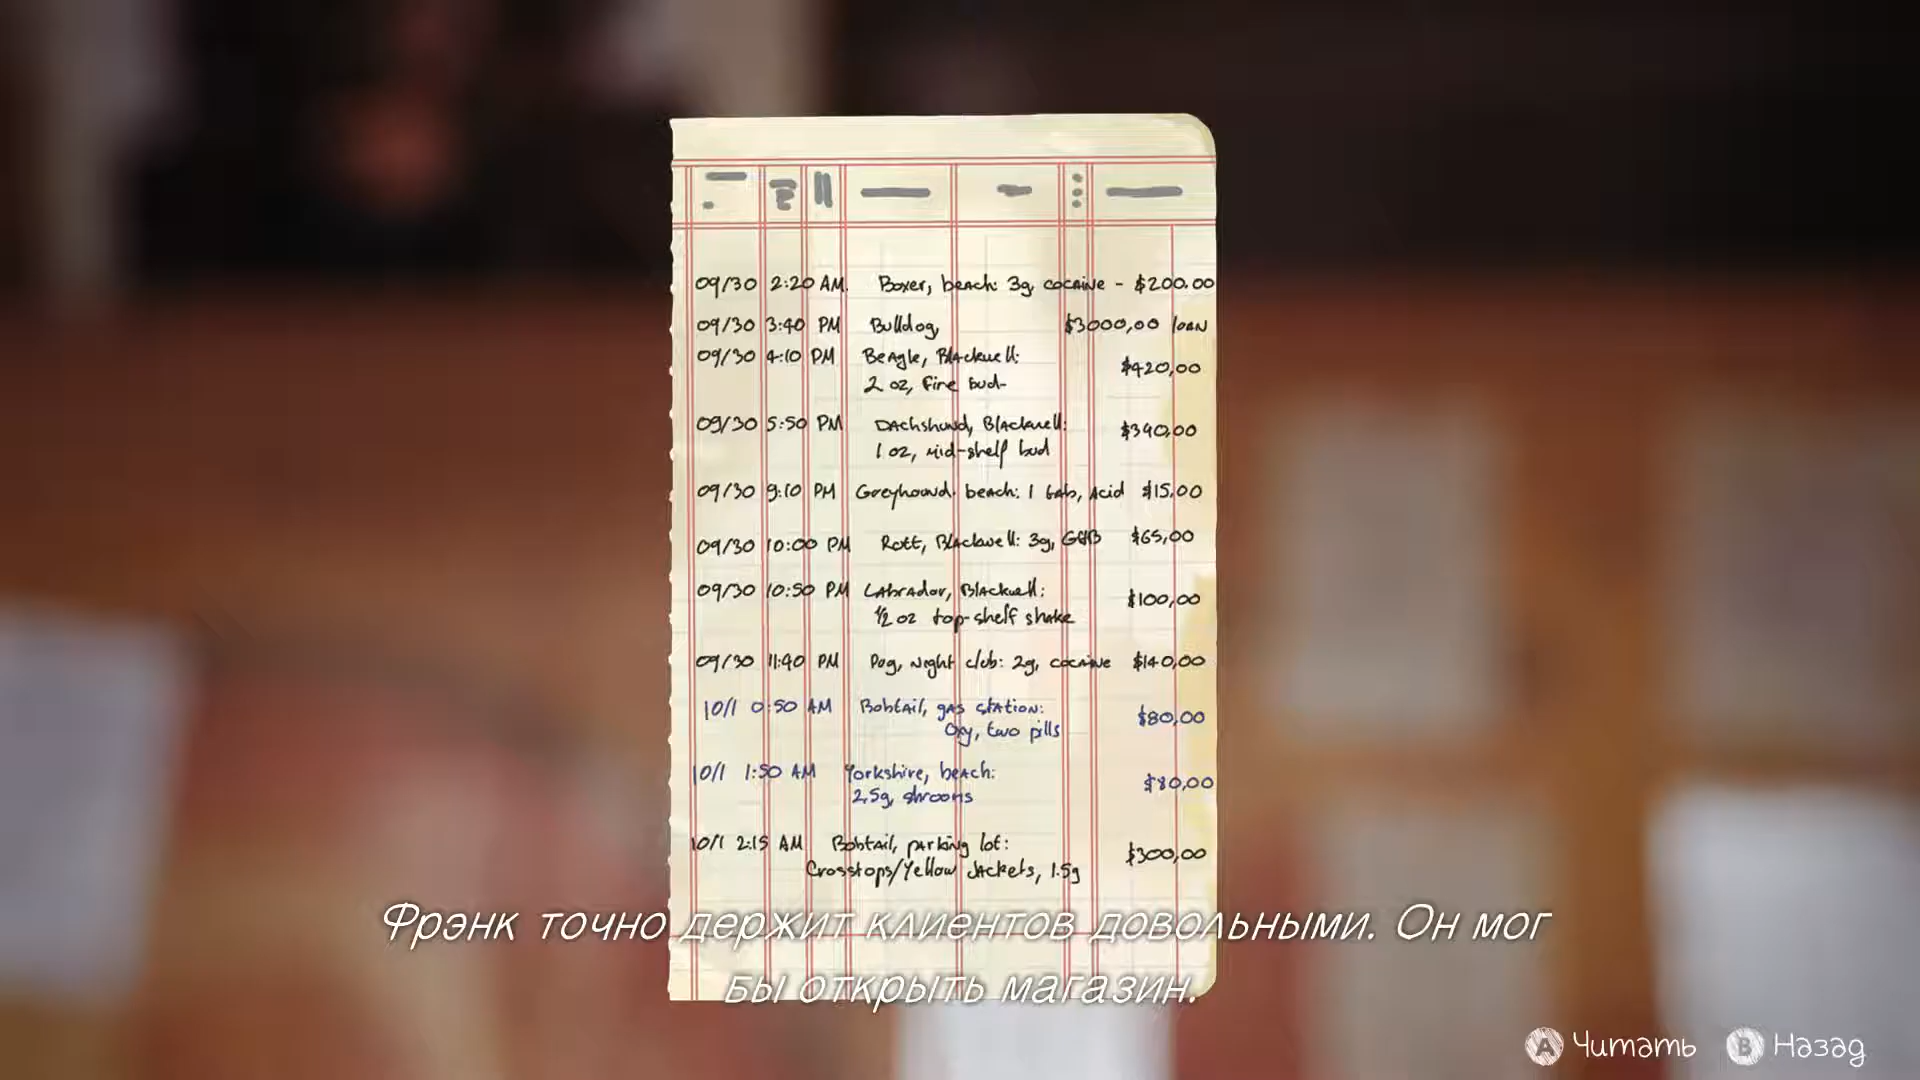 09/30 2:20 AM. Boxer, beach: 3g, cocaine - $200.00
09/30 3:40 PM Bulldog, $3000,00 loan
09/30 4:10 PM Beagle, Blackwell: $420,00
2 oz, fire bud-
09/30 5:50 PM Dachshund, Blackwell: $340,00
1 oz, mid-shelf bud
09/30 9:10 PM Greyhound, beach: 1 tab, acid $15,00
09/30 10:00 PM Rott, Blackwell: 3g, GHB $65,00
09/30 10:50 PM Labrador, Blackwell: $100,00
1/2 oz top-shelf shake
09/30 11:40 PM Pog, night club: 2g, cocaine $140,00
10/1 0:50 AM Bobtail, gas station: $80,00
Oxy, two pills
10/1 1:50 AM Yorkshire, beach: $80,00
2,5g, shrooms
10/1 2:15 AM Bobtail, parking lot: $300,00
Crosstops/Yellow Jackets, 1.5g
Фрэнк точно держит клиентов довольными. Он мог
бы открыть магазин.
A Читать B Назад